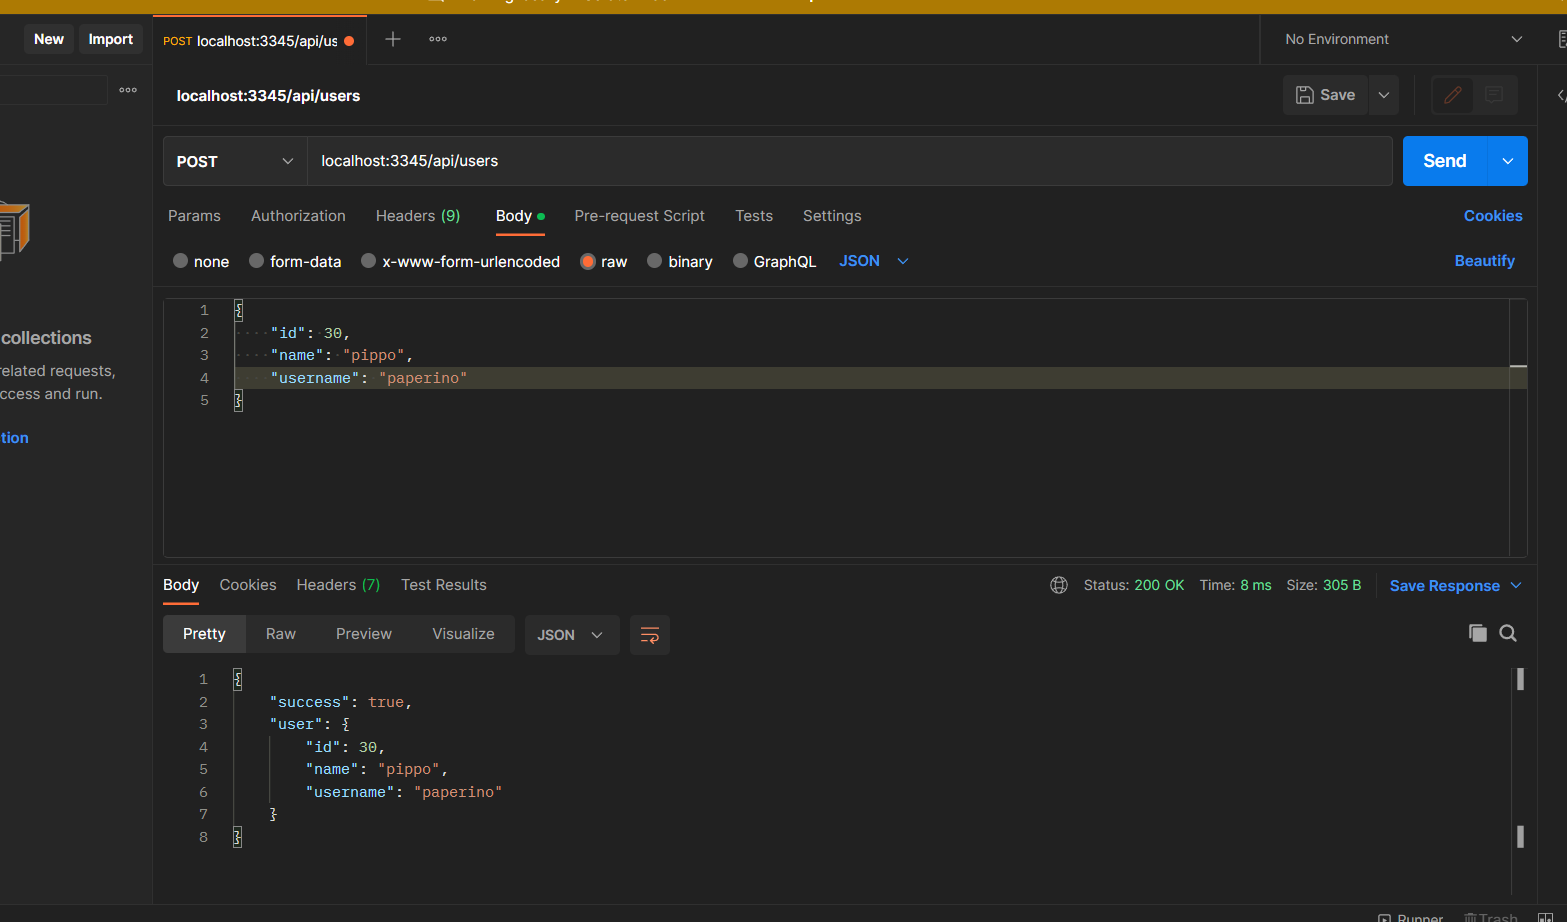 New
Import
POST localhost:3345/api/us
No Environment
localhost:3345/api/users
Save
POST
localhost:3345/api/users
Send
Params
Authorization
Headers (9)
Body
Pre-request Script
Tests
Settings
Cookies
none
form-data
x-www-form-urlencoded
raw
binary
GraphQL
JSON
Beautify
1 {
2 "id": 30,
3 "name": "pippo",
4 "username": "paperino"
5 }
collections
related requests,
ccess and run.
tion
Body
Cookies
Headers (7)
Test Results
Status: 200 OK
Time: 8 ms
Size: 305 B
Save Response
Pretty
Raw
Preview
Visualize
JSON
1 {
2 "success": true,
3 "user": {
4 "id": 30,
5 "name": "pippo",
6 "username": "paperino"
7 }
8 }
Runner
Trash